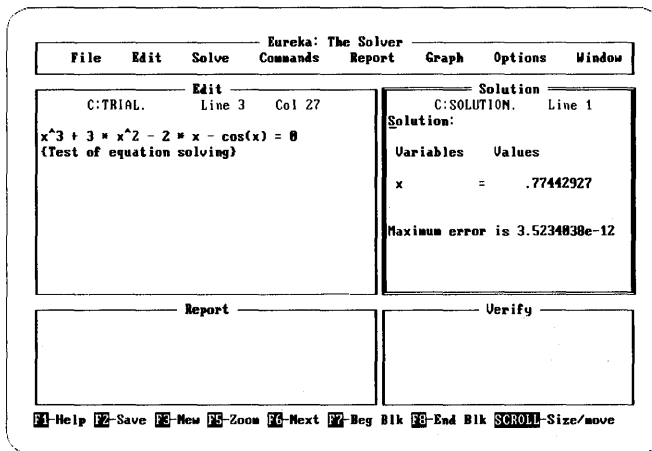 Eureka: The Solver
File Edit Solve Commands Report Graph Options Window
Edit
C:TRIAL. Line 3 Col 27
x^3 + 3 * x^2 - 2 * x - cos(x) = 0
{Test of equation solving}
Solution
C:SOLUTION. Line 1
Solution:
Variables Values
x = .77442927
Maximum error is 3.5234038e-12
Report
Verify
F1-Help F2-Save F3-New F5-Zoom F6-Next F7-Beg Blk F8-End Blk SCROLL-Size/move